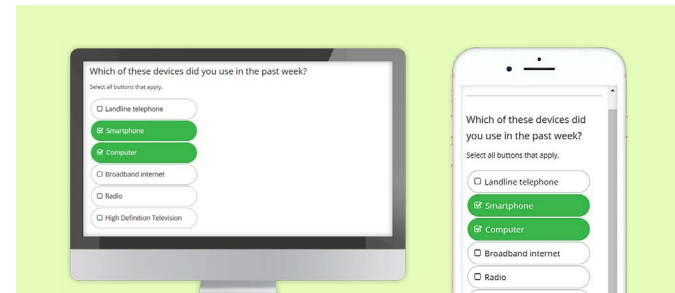 Which of these devices did you use in the past week?
Select all buttons that apply.
Landline telephone
Smartphone
Computer
Broadband internet
Radio
High Definition Television
Which of these devices did
you use in the past week?
Select all buttons that apply.
Landline telephone
Smartphone
Computer
Broadband internet
Radio